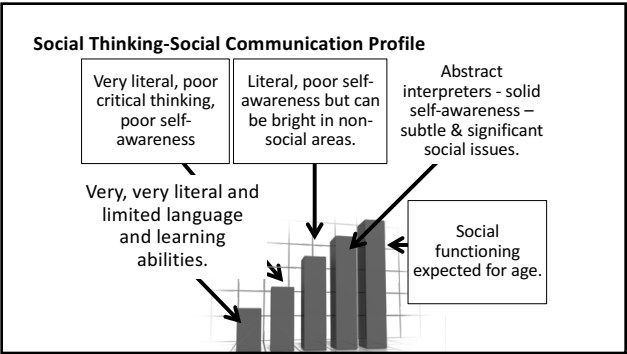 Social Thinking-Social Communication Profile
Very literal, poor
critical thinking,
poor self-
awareness
Literal, poor self-
awareness but can
be bright in non-
social areas.
Abstract
interpreters - solid
self-awareness –
subtle & significant
social issues.
Very, very literal and
limited language
and learning
abilities.
Social
functioning
expected for age.